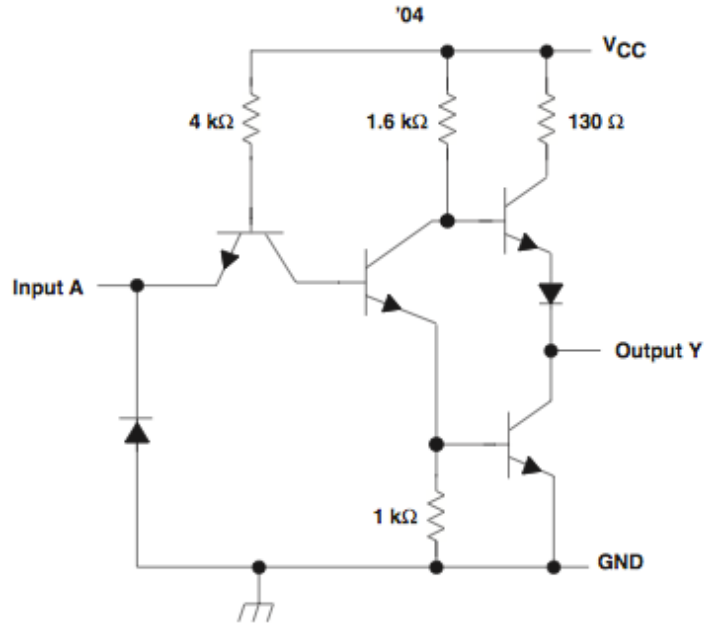 '04
VCC
4 kΩ
1.6 kΩ
130 Ω
Input A
Output Y
1 kΩ
GND